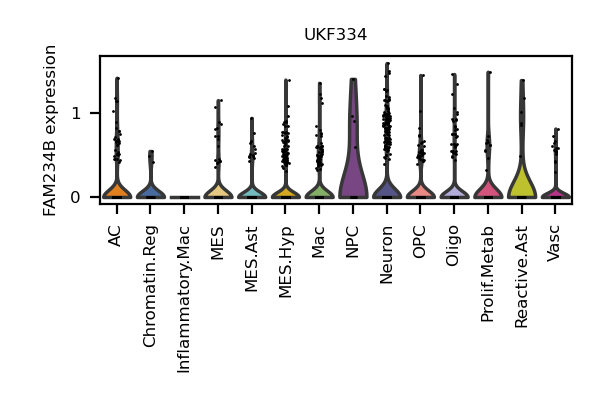 UKF334
FAM234B expression
1
0
AC
Chromatin.Reg
Inflammatory.Mac
MES
MES.Ast
MES.Hyp
Mac
NPC
Neuron
OPC
Oligo
Prolif.Metab
Reactive.Ast
Vasc